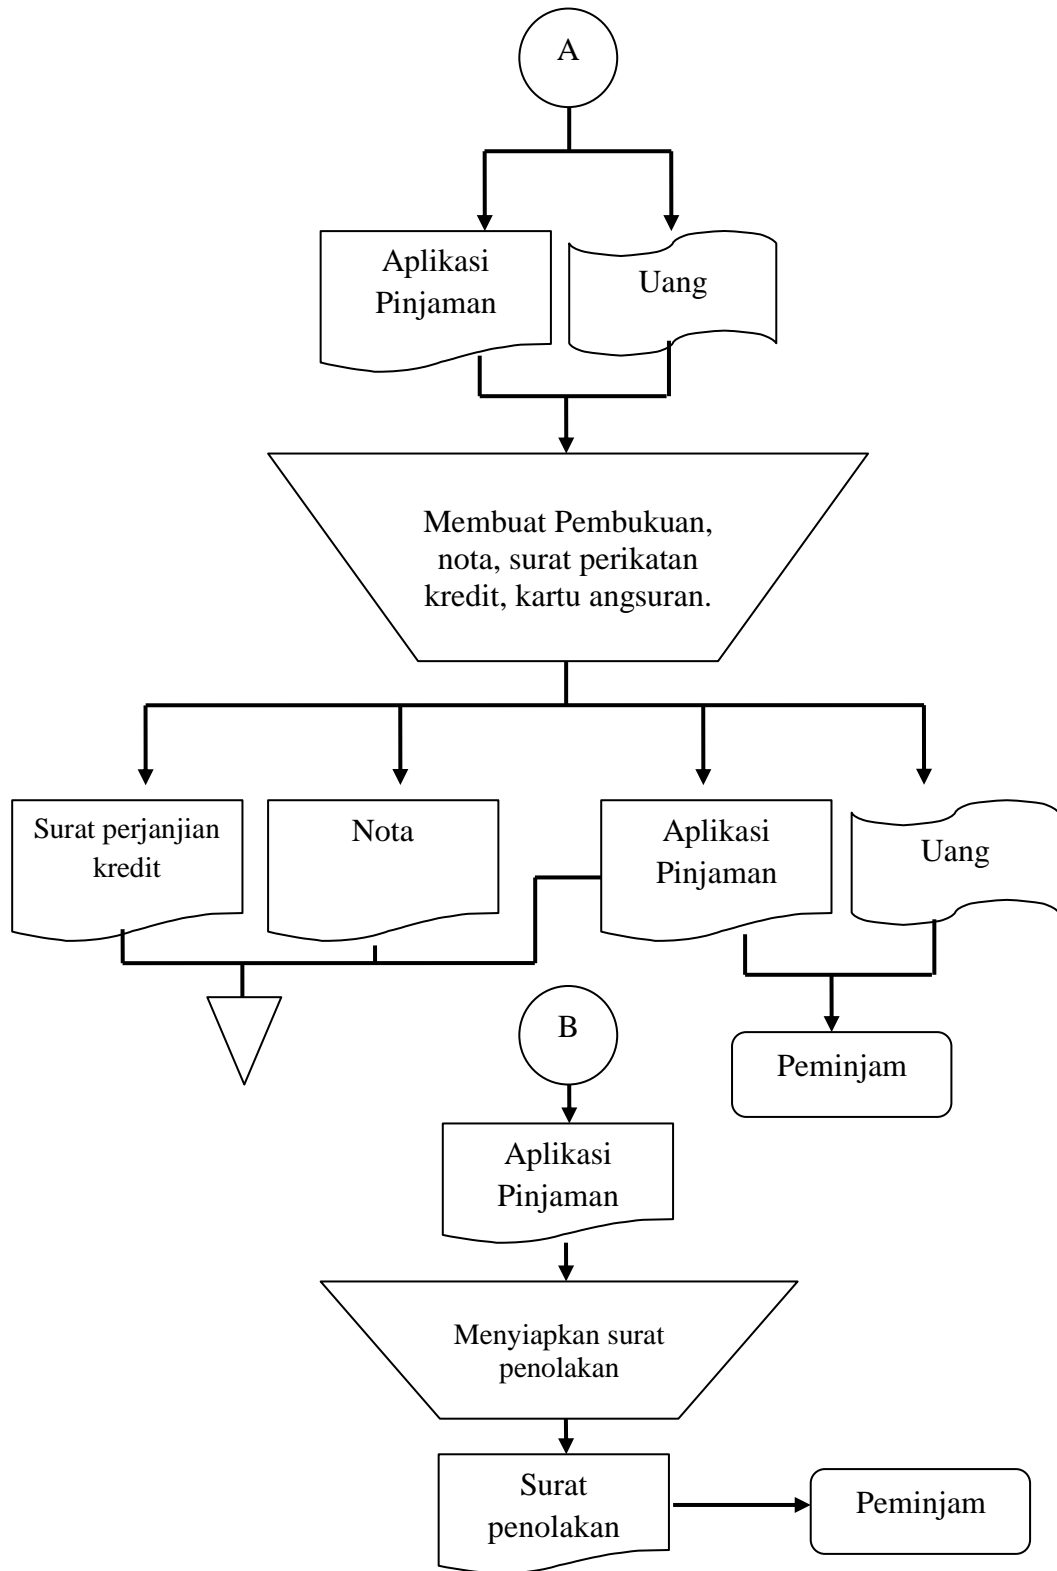 A
Aplikasi
Pinjaman
Uang
Membuat Pembukuan,
nota, surat perikatan
kredit, kartu angsuran.
Surat perjanjian
kredit
Nota
Aplikasi
Pinjaman
Uang
B
Peminjam
Aplikasi
Pinjaman
Menyiapkan surat
penolakan
Surat
penolakan
Peminjam